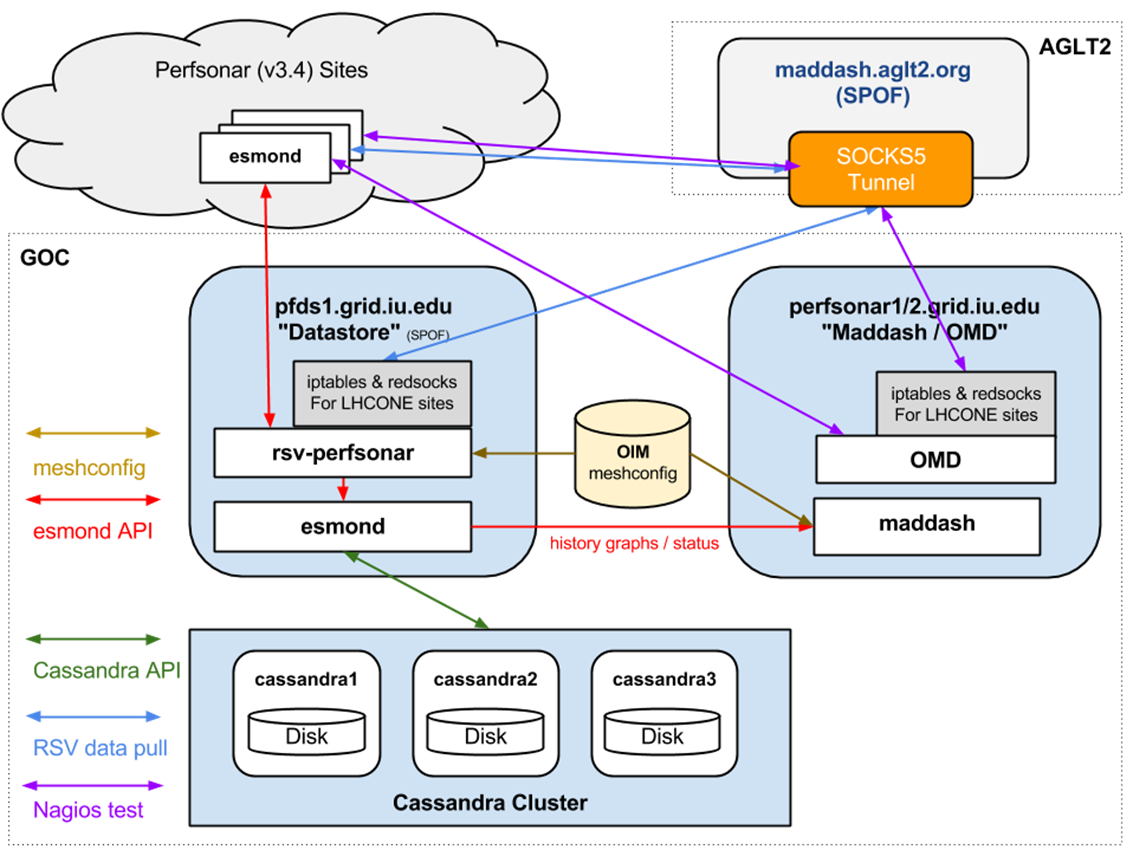 Perfsonar (v3.4) Sites
esmond
AGLT2
maddash.aglt2.org
(SPOF)
SOCKS5
Tunnel
GOC
pfds1.grid.iu.edu
"Datastore" (SPOF)
iptables & redsocks
For LHCONE sites
rsv-perfsonar
esmond
OIM
meshconfig
perfsonar1/2.grid.iu.edu
"Maddash / OMD"
iptables & redsocks
For LHCONE sites
OMD
maddash
history graphs / status
meshconfig
esmond API
Cassandra API
RSV data pull
Nagios test
cassandra1
Disk
cassandra2
Disk
cassandra3
Disk
Cassandra Cluster